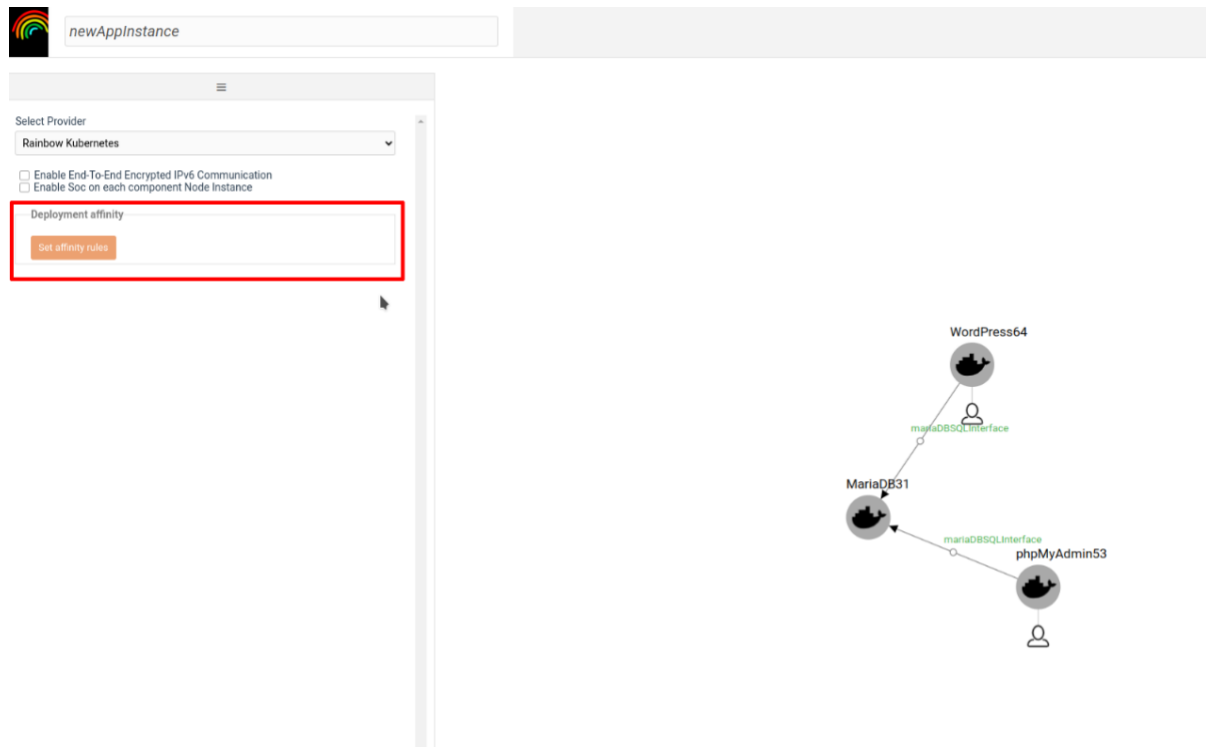 newAppInstance
Select Provider
Rainbow Kubernetes
Enable End-To-End Encrypted IPv6 Communication
Enable Soc on each component Node Instance
Deployment affinity
Set affinity rules
WordPress64
mariaDBSQLInterface
MariaDB31
mariaDBSQLInterface
phpMyAdmin53